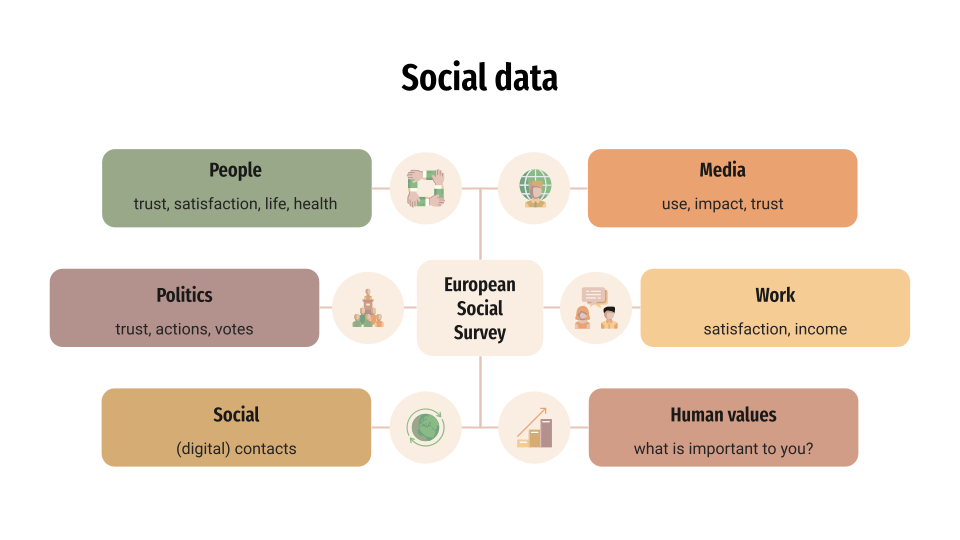 Social data
People
trust, satisfaction, life, health
Media
use, impact, trust
European
Social
Survey
Politics
trust, actions, votes
Work
satisfaction, income
Social
(digital) contacts
Human values
what is important to you?